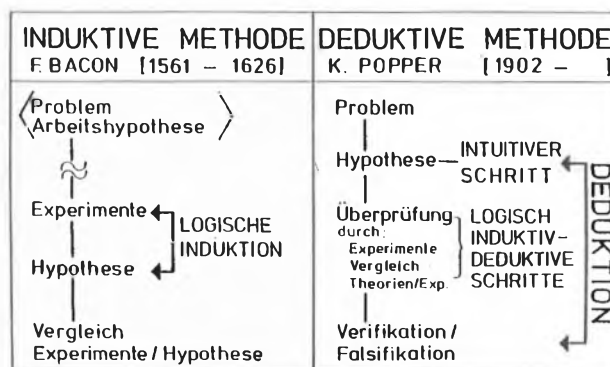 INDUKTIVE METHODE
F. BACON [1561 – 1626]
⟨Problem
Arbeitshypothese⟩
Experimente
LOGISCHE
INDUKTION
Hypothese
Vergleich
Experimente / Hypothese
DEDUKTIVE METHODE
K. POPPER [1902 – ]
Problem
Hypothese — INTUITIVER
SCHRITT
Überprüfung
durch:
Experimente
Vergleich
Theorien/Exp.
LOGISCH
INDUKTIV-
DEDUKTIVE
SCHRITTE
Verifikation /
Falsifikation
DEDUKTION